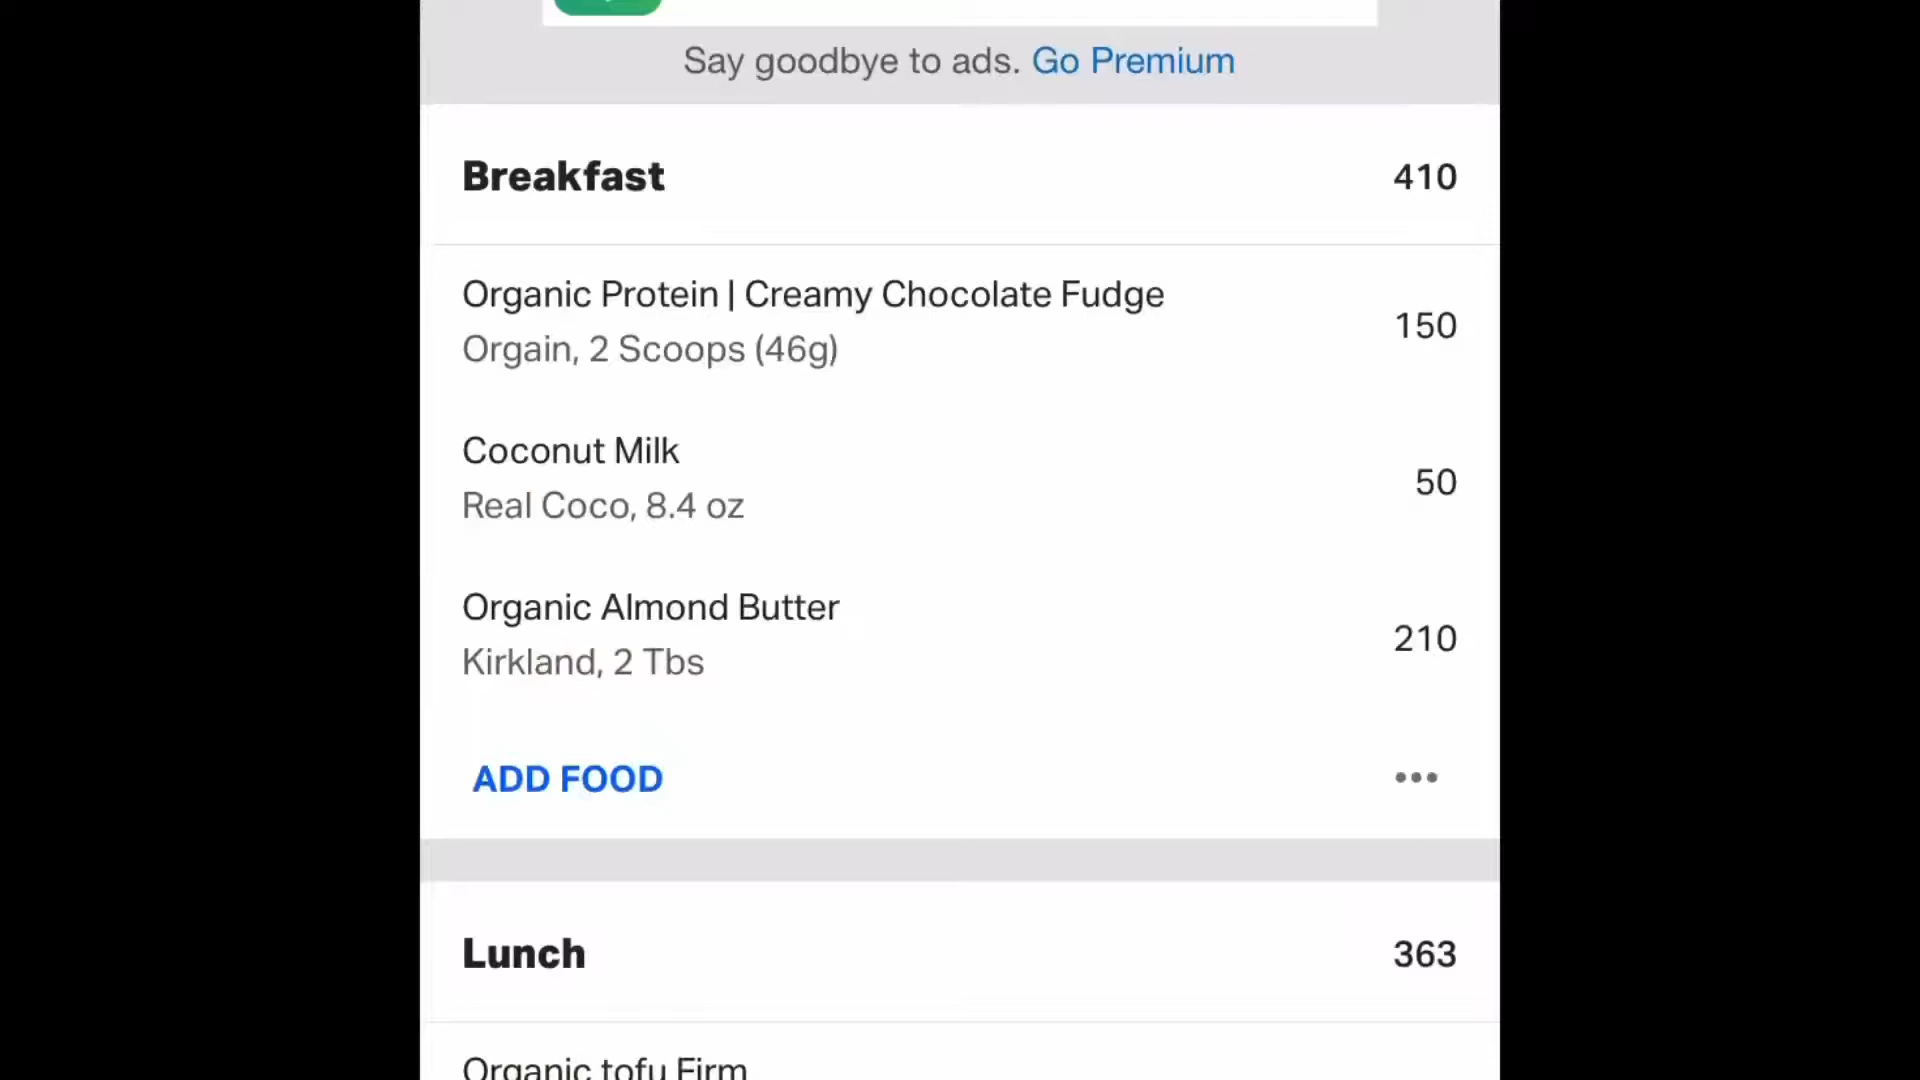 Say goodbye to ads. Go Premium
Breakfast 410
Organic Protein | Creamy Chocolate Fudge
Orgain, 2 Scoops (46g)
150
Coconut Milk
Real Coco, 8.4 oz
50
Organic Almond Butter
Kirkland, 2 Tbs
210
ADD FOOD
Lunch 363
Organic tofu Firm